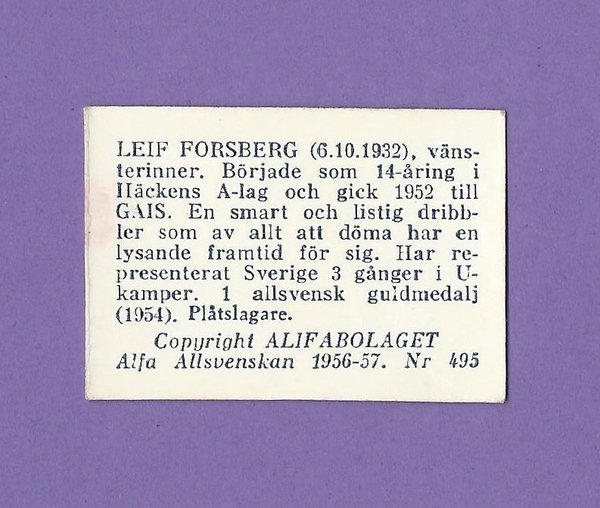 LEIF FORSBERG (6.10.1932), väns-
terinner. Började som 14-åring i
Häckens A-lag och gick 1952 till
GAIS. En smart och listig dribb-
ler som av allt att döma har en
lysande framtid för sig. Har re-
presenterat Sverige 3 gånger i U-
kamper. 1 allsvensk guldmedalj
(1954). Plåtslagare.
Copyright ALIFABOLAGET
Alfa Allsvenskan 1956-57. Nr 495